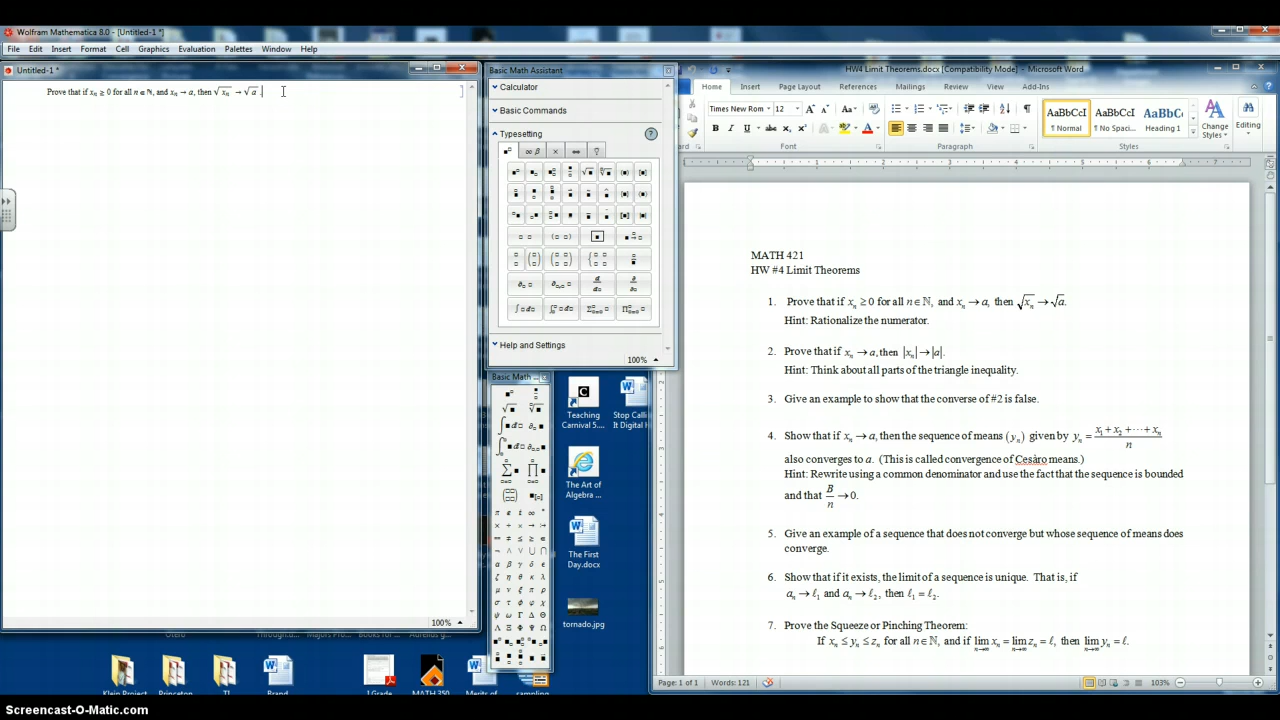 Wolfram Mathematica 8.0 - [Untitled-1 *]
File Edit Insert Format Cell Graphics Evaluation Palettes Window Help
Untitled-1 *
Prove that if xₙ ≥ 0 for all n ∈ ℕ, and xₙ → a, then √xₙ → √a .
Basic Math Assistant
Calculator
Basic Commands
Typesetting
Help and Settings
100%
100%
Basic Math ...
Teaching Carnival 5....
Stop Calli...
It Digital H
The Art of Algebra ...
The First Day.docx
tornado.jpg
Otero
Klein Project
Princeton
TI
Brand
I Grade
MATH 350
Merits of
sampling
HW4 Limit Theorems.docx [Compatibility Mode] - Microsoft Word
Home Insert Page Layout References Mailings Review View Add-Ins
Times New Rom 12
AaBbCcI AaBbCcI AaBbC
¶ Normal ¶ No Spaci... Heading 1
Change Styles
Editing
Font Paragraph Styles
MATH 421
HW #4 Limit Theorems
1. Prove that if xₙ ≥ 0 for all n ∈ ℕ, and xₙ → a, then √xₙ → √a.
Hint: Rationalize the numerator.
2. Prove that if xₙ → a, then |xₙ| → |a|.
Hint: Think about all parts of the triangle inequality.
3. Give an example to show that the converse of #2 is false.
4. Show that if xₙ → a, then the sequence of means (yₙ) given by yₙ = (x₁ + x₂ + ⋯ + xₙ)/n
also converges to a. (This is called convergence of Cesàro means.)
Hint: Rewrite using a common denominator and use the fact that the sequence is bounded
and that B/n → 0.
5. Give an example of a sequence that does not converge but whose sequence of means does
converge.
6. Show that if it exists, the limit of a sequence is unique. That is, if
aₙ → ℓ₁ and aₙ → ℓ₂, then ℓ₁ = ℓ₂.
7. Prove the Squeeze or Pinching Theorem:
If xₙ ≤ yₙ ≤ zₙ for all n ∈ ℕ, and if lim n→∞ xₙ = lim n→∞ zₙ = ℓ, then lim n→∞ yₙ = ℓ.
Page: 1 of 1 Words: 121 103%
Screencast-O-Matic.com